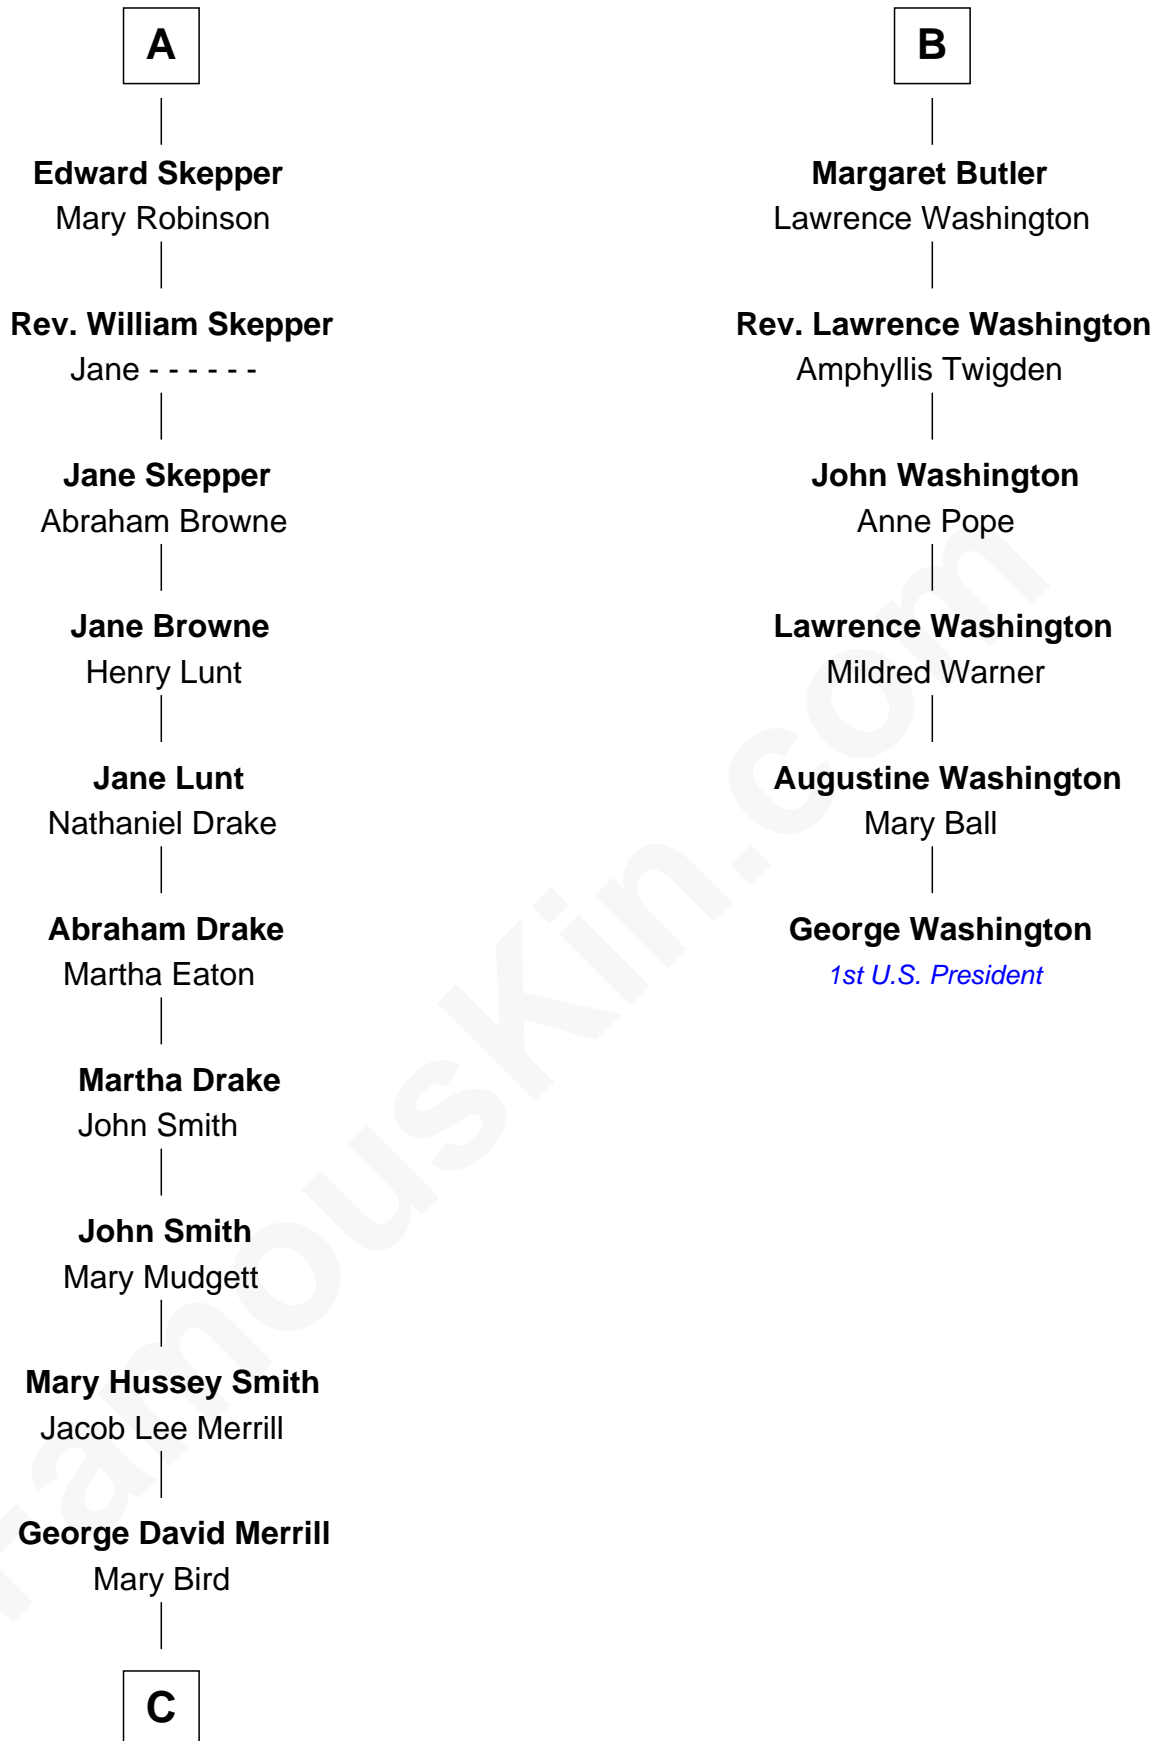 A
Edward Skepper
Mary Robinson
Rev. William Skepper
Jane - - - - - -
Jane Skepper
Abraham Browne
Jane Browne
Henry Lunt
Jane Lunt
Nathaniel Drake
Abraham Drake
Martha Eaton
Martha Drake
John Smith
John Smith
Mary Mudgett
Mary Hussey Smith
Jacob Lee Merrill
George David Merrill
Mary Bird
C
B
Margaret Butler
Lawrence Washington
Rev. Lawrence Washington
Amphyllis Twigden
John Washington
Anne Pope
Lawrence Washington
Mildred Warner
Augustine Washington
Mary Ball
George Washington
1st U.S. President
FamousKin.com